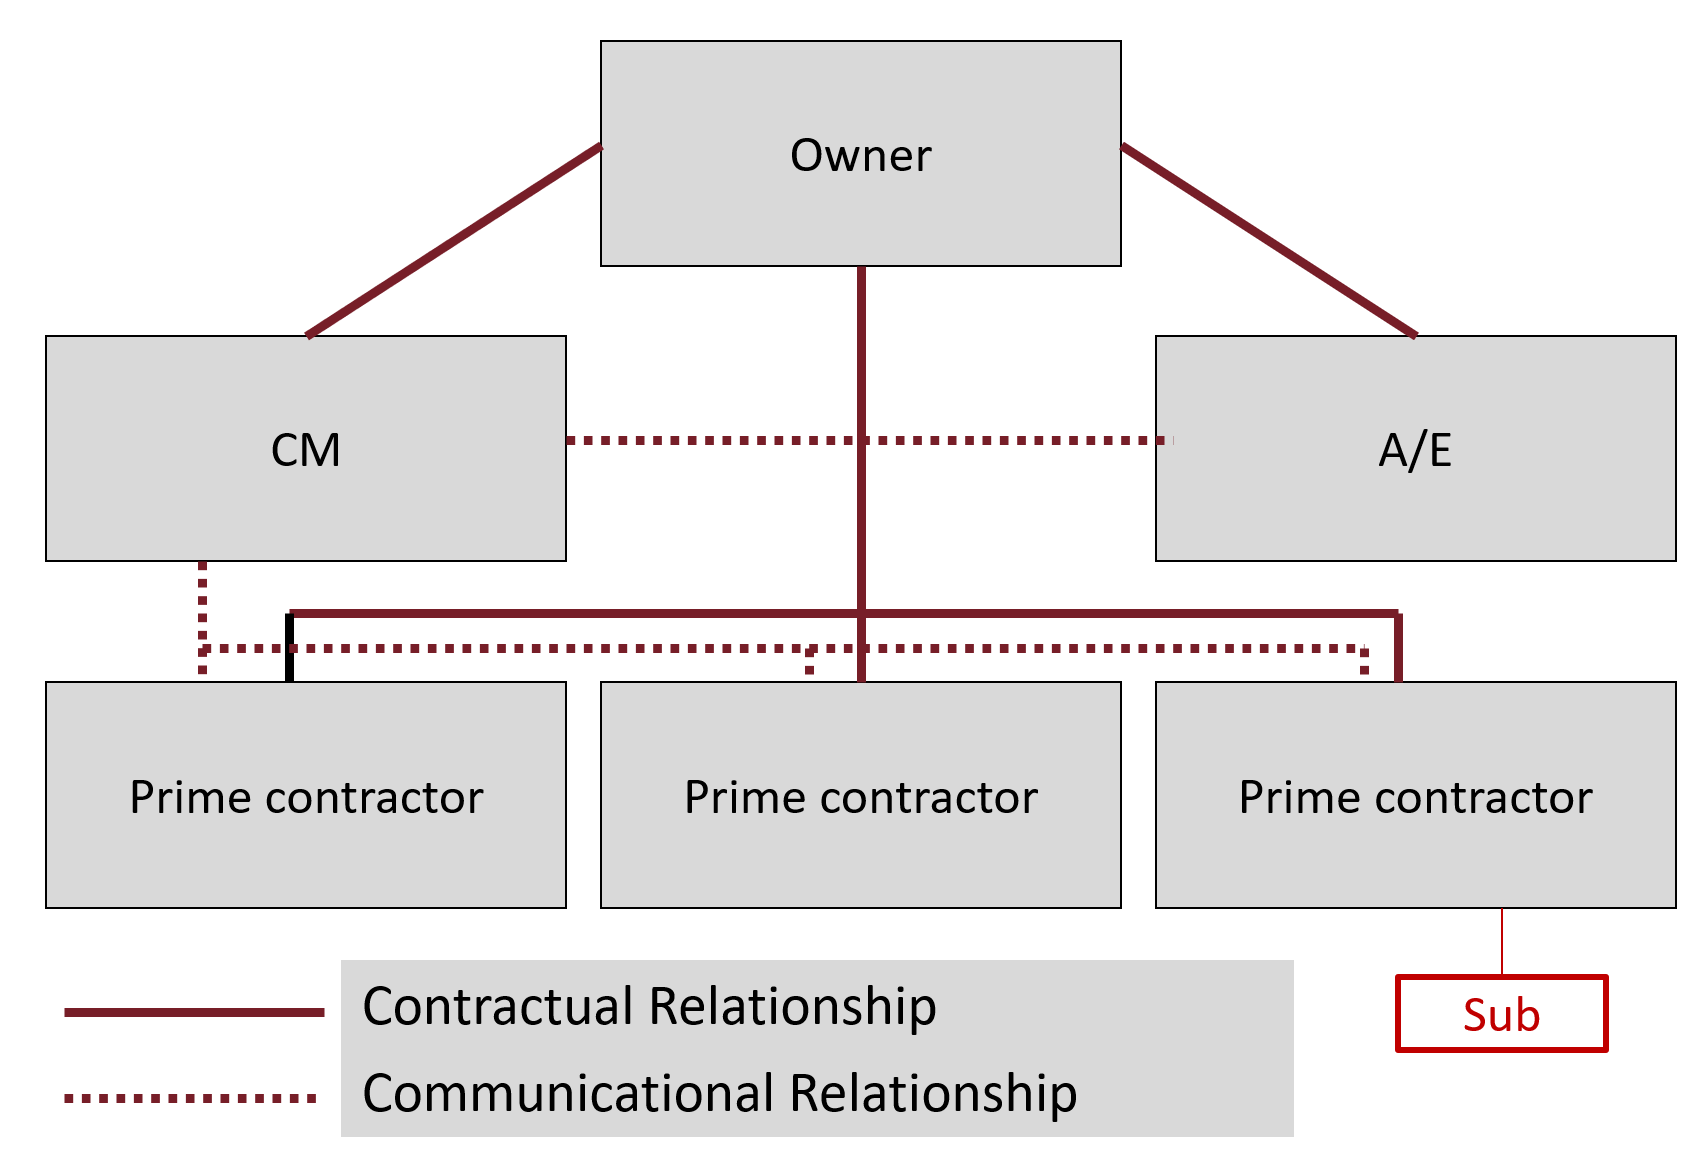 Owner
CM
A/E
Prime contractor
Prime contractor
Prime contractor
Contractual Relationship
Sub
Communicational Relationship